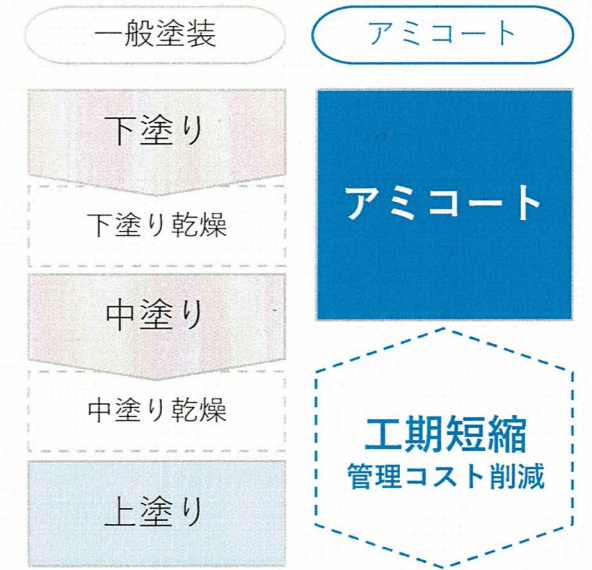 一般塗装
下塗り
下塗り乾燥
中塗り
中塗り乾燥
上塗り
アミコート
アミコート
工期短縮
管理コスト削減